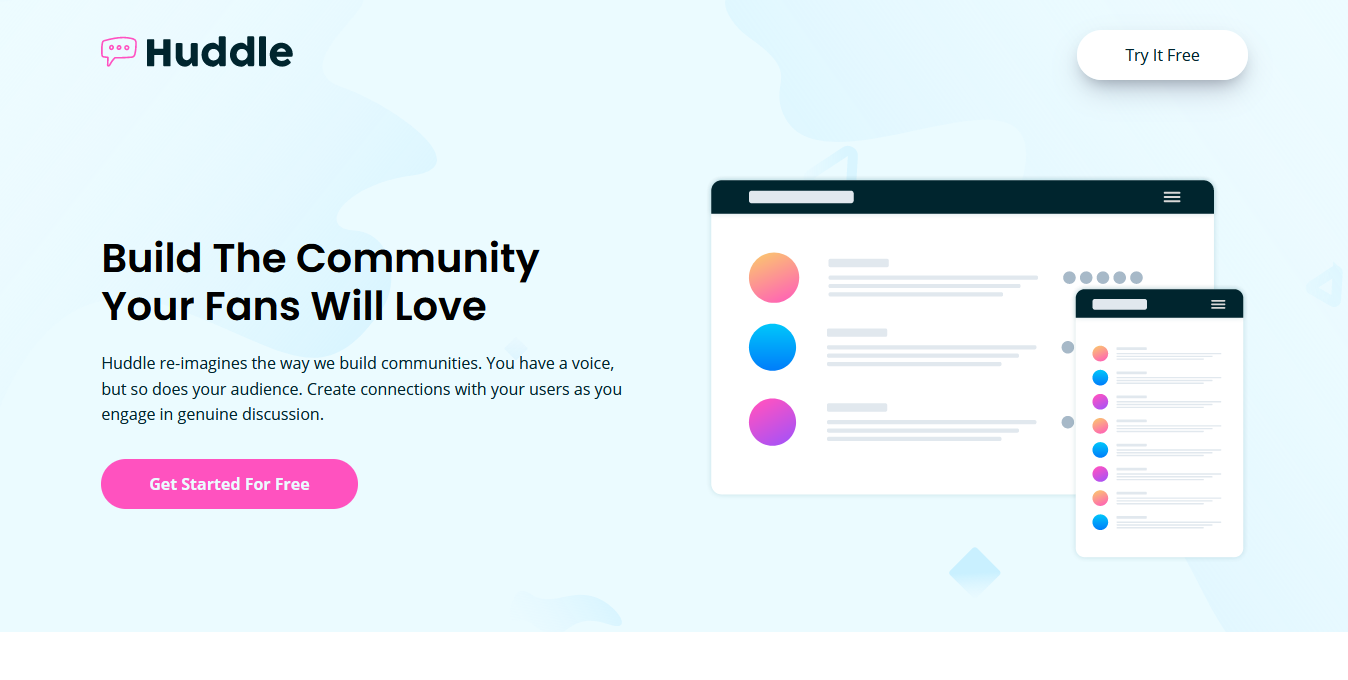 Huddle
Try It Free
Build The Community
Your Fans Will Love
Huddle re-imagines the way we build communities. You have a voice,
but so does your audience. Create connections with your users as you
engage in genuine discussion.
Get Started For Free